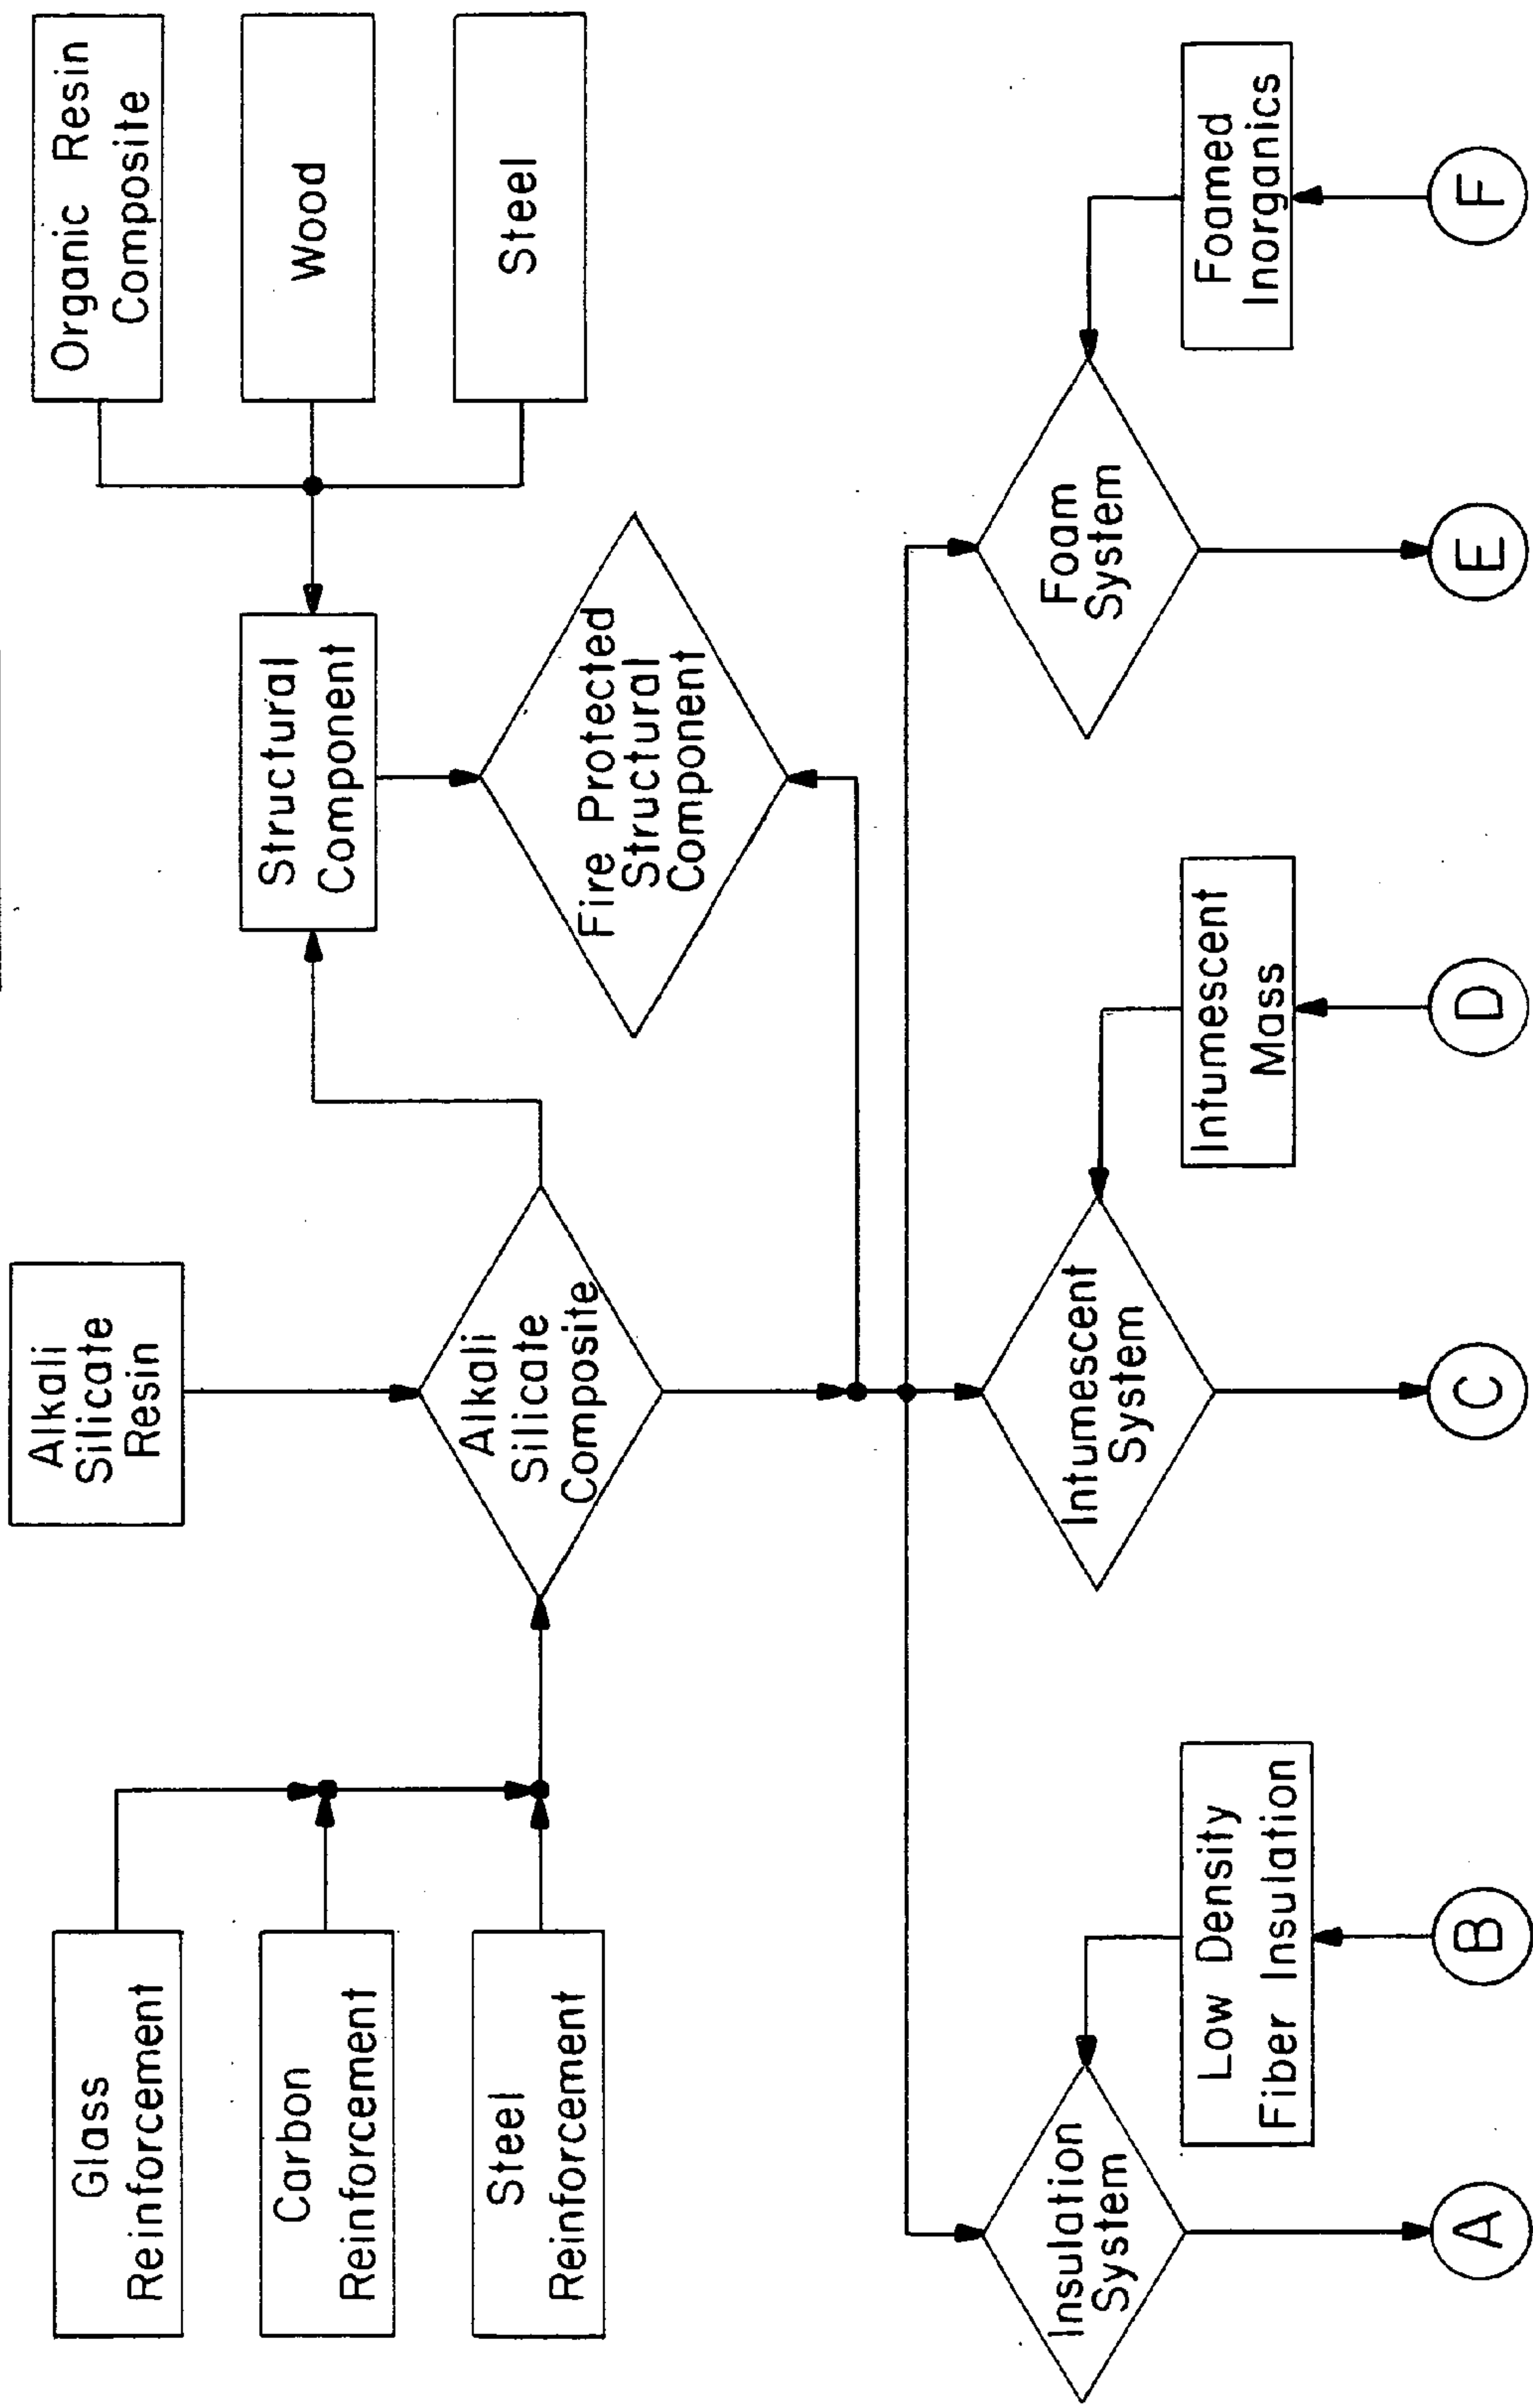 Glass
Reinforcement
Carbon
Reinforcement
Steel
Reinforcement
Alkali
Silicate
Resin
Alkali
Silicate
Composite
Structural
Component
Fire Protected
Structural
Component
Organic Resin
Composite
Wood
Steel
Insulation
System
Low Density
Fiber Insulation
Intumescent
System
Intumescent
Mass
Foam
System
Foamed
Inorganics
A
B
C
D
E
F